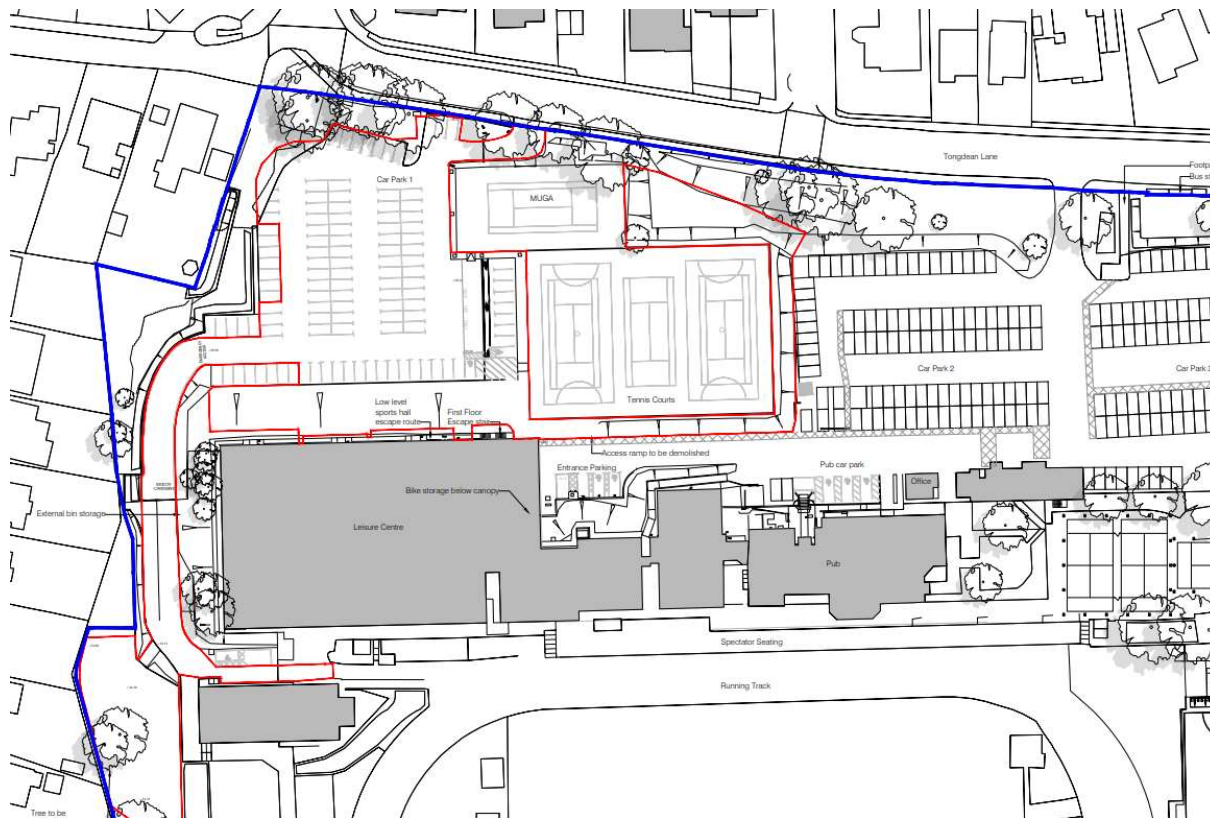 Tongdean Lane
Footp
Bus st
Car Park 1
MUGA
Car Park 2
Car Park 3
Tennis Courts
Low level
sports hall
escape route
First Floor
Escape stair
Access ramp to be demolished
Entrance Parking
Pub car park
Office
Bike storage below canopy
External bin storage
Leisure Centre
Pub
Spectator Seating
Running Track
Tree to be